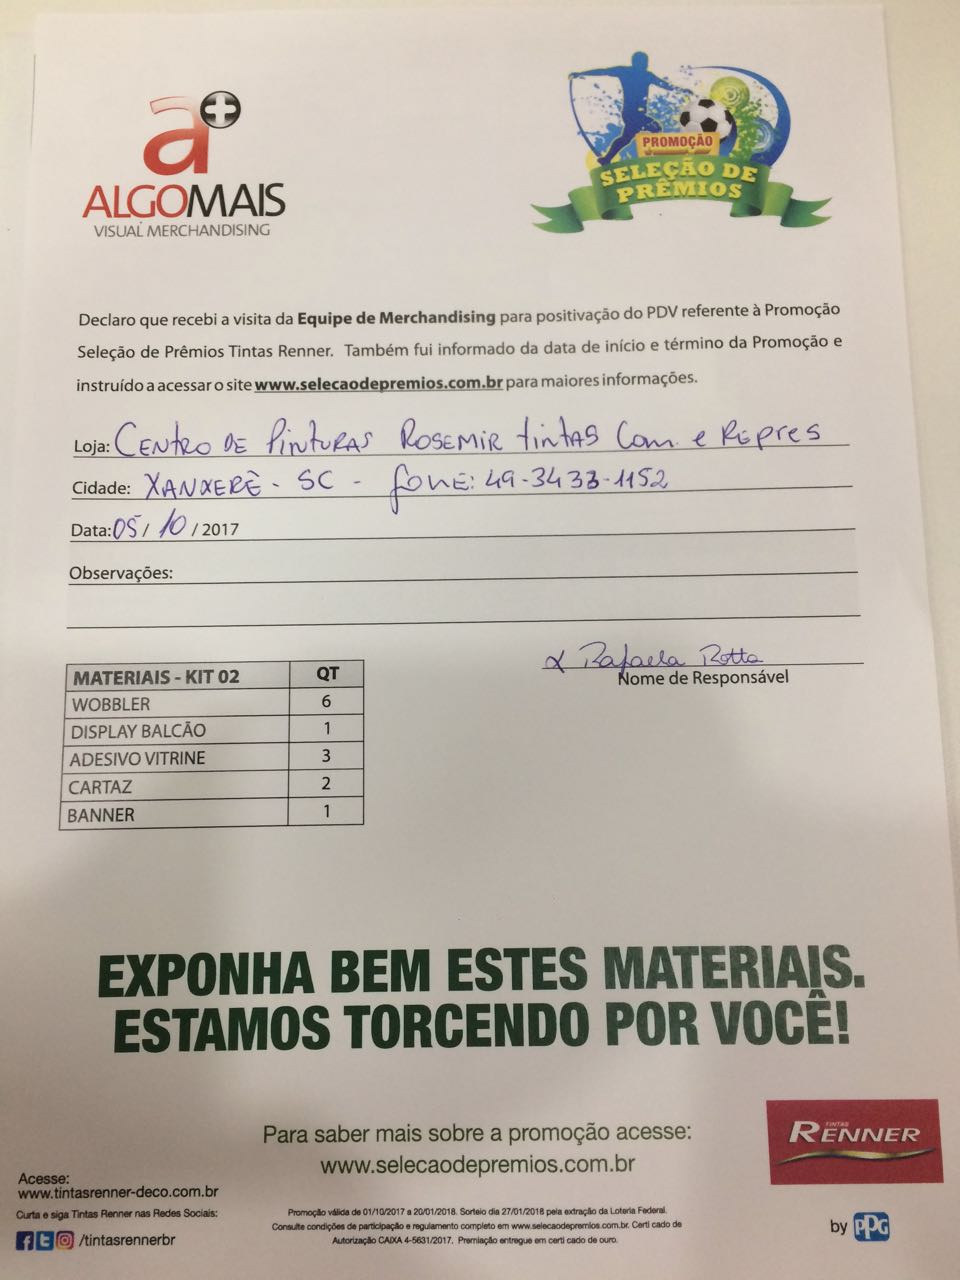 a+
ALGOMAIS
VISUAL MERCHANDISING
PROMOÇÃO
SELEÇÃO DE
PRÊMIOS
Declaro que recebi a visita da Equipe de Merchandising para positivação do PDV referente à Promoção
Seleção de Prêmios Tintas Renner. Também fui informado da data de início e término da Promoção e
instruído a acessar o site www.selecaodepremios.com.br para maiores informações.
Loja: CENTRO DE PINTURAS ROSEMIR TINTAS COM. e REPRES
Cidade: XANXERÊ - SC - FONE: 49-3433-1152
Data: 05/10/2017
Observações:
x Rafaela Rotta
Nome de Responsável
MATERIAIS - KIT 02 QT
WOBBLER 6
DISPLAY BALCÃO 1
ADESIVO VITRINE 3
CARTAZ 2
BANNER 1
EXPONHA BEM ESTES MATERIAIS.
ESTAMOS TORCENDO POR VOCÊ!
Para saber mais sobre a promoção acesse:
www.selecaodepremios.com.br
TINTAS
RENNER
Acesse:
www.tintasrenner-deco.com.br
Curta e siga Tintas Renner nas Redes Sociais:
/tintasrennerbr
Promoção válida de 01/10/2017 a 20/01/2018. Sorteio dia 27/01/2018 pela extração da Loteria Federal.
Consulte condições de participação e regulamento completo em www.selecaodepremios.com.br. Certi cado de
Autorização CAIXA 4-5631/2017. Premiação entregue em certi cado de ouro.
by PPG